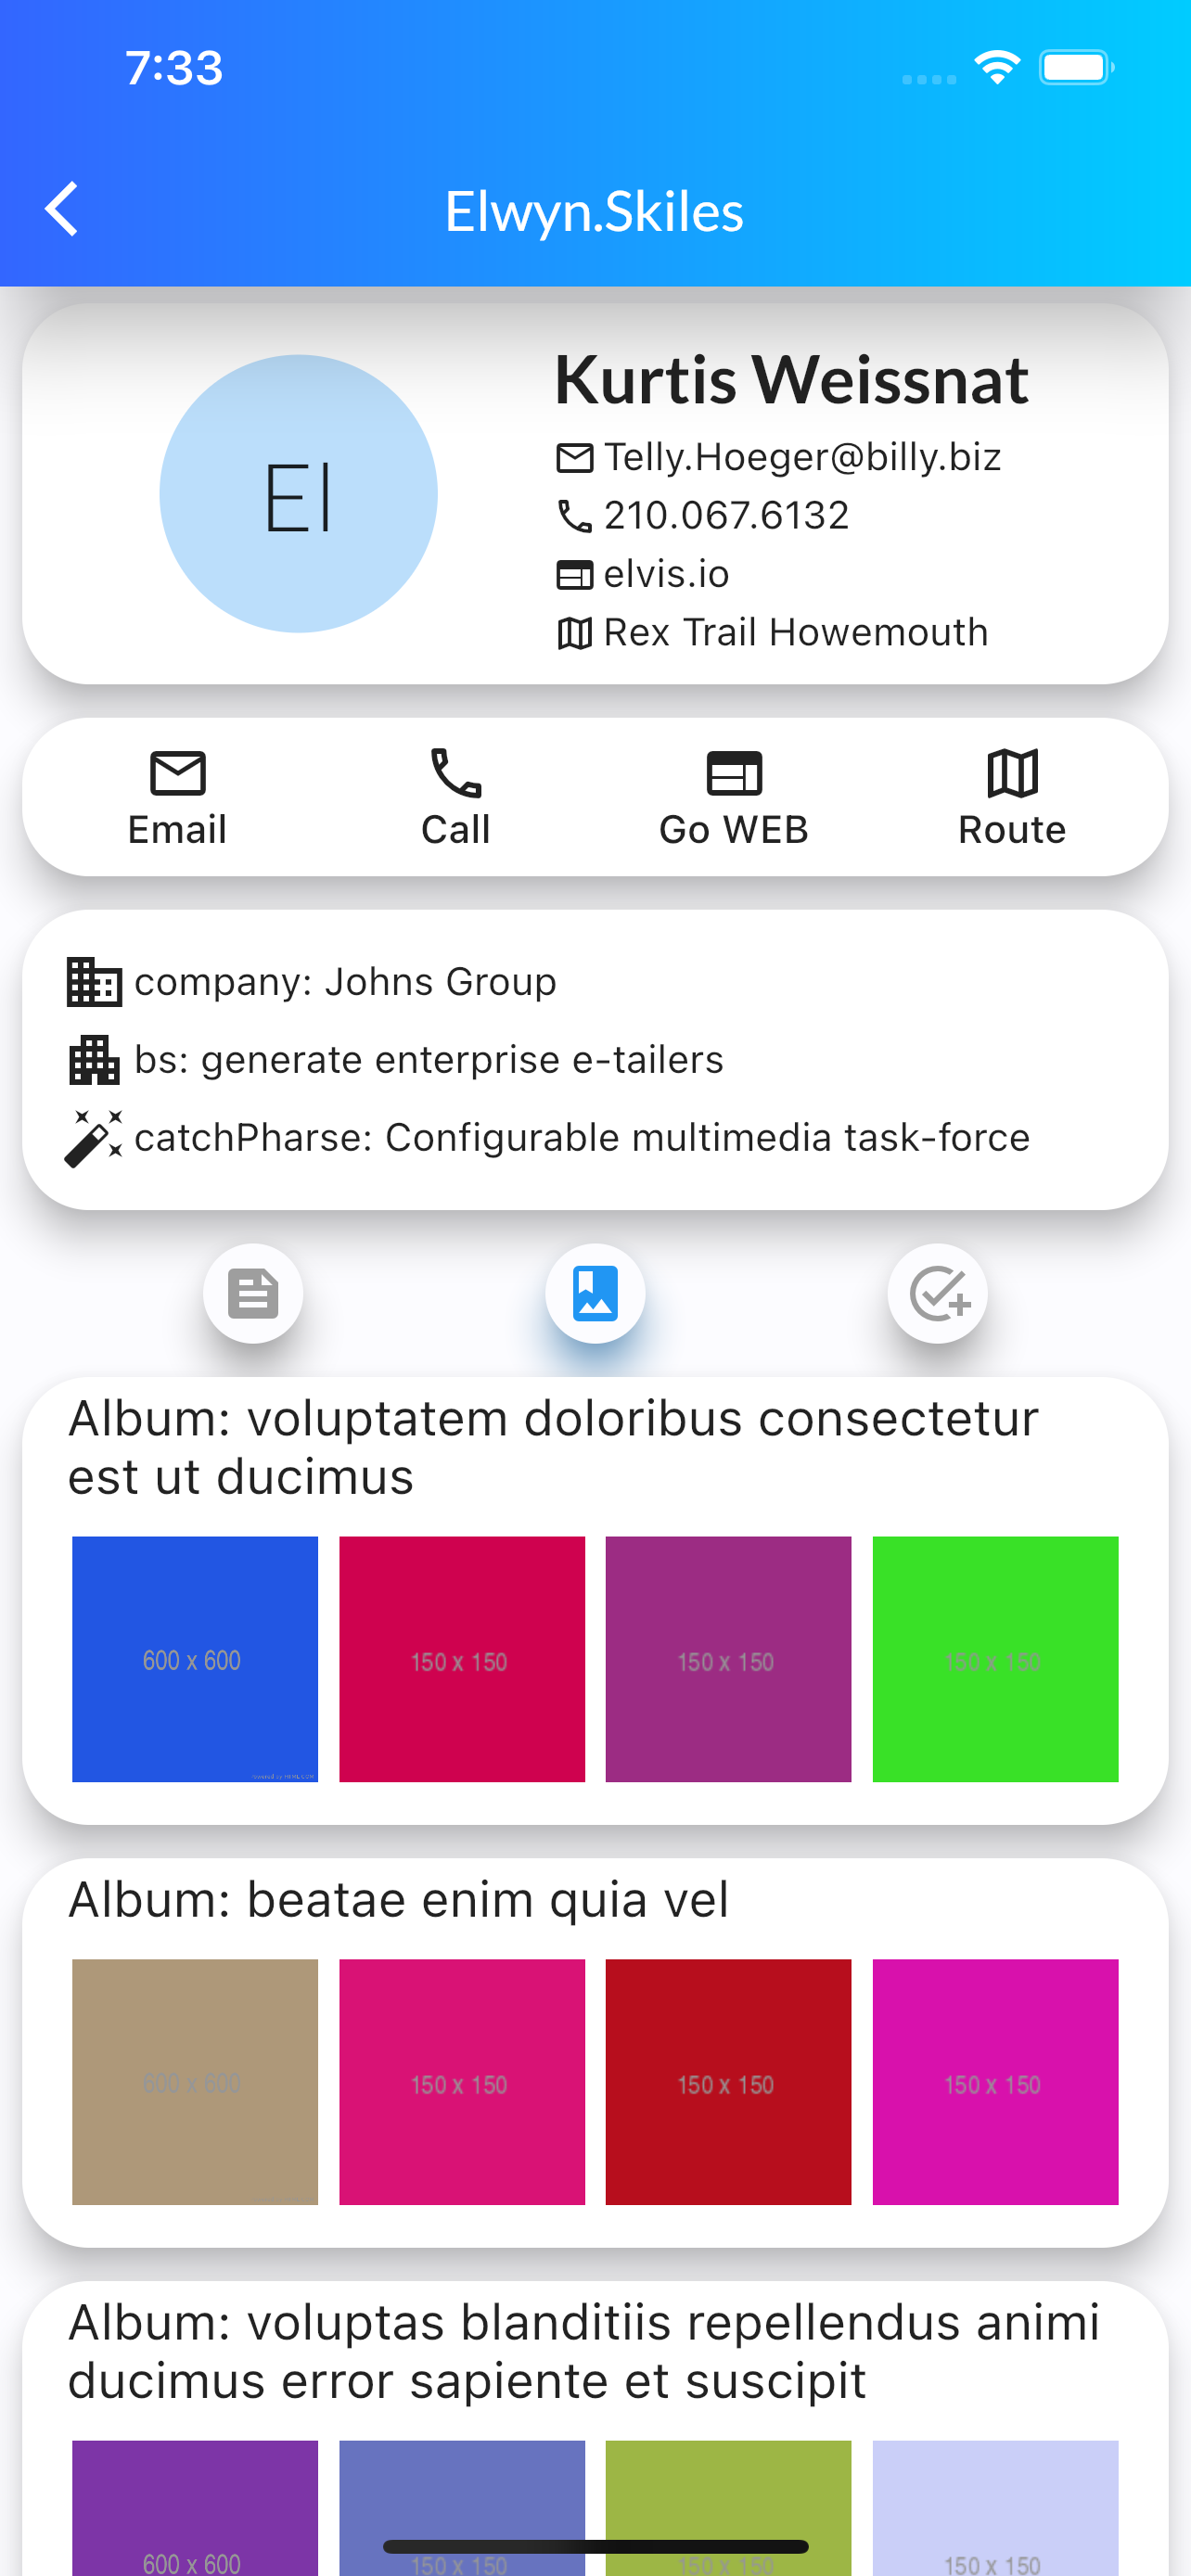 7:33
Elwyn.Skiles
El
Kurtis Weissnat
Telly.Hoeger@billy.biz
210.067.6132
elvis.io
Rex Trail Howemouth
Email
Call
Go WEB
Route
company: Johns Group
bs: generate enterprise e-tailers
catchPharse: Configurable multimedia task-force
Album: voluptatem doloribus consectetur
est ut ducimus
600 x 600
150 x 150
150 x 150
150 x 150
Album: beatae enim quia vel
600 x 600
150 x 150
150 x 150
150 x 150
Album: voluptas blanditiis repellendus animi
ducimus error sapiente et suscipit
600 x 600
150 x 150
150 x 150
150 x 150